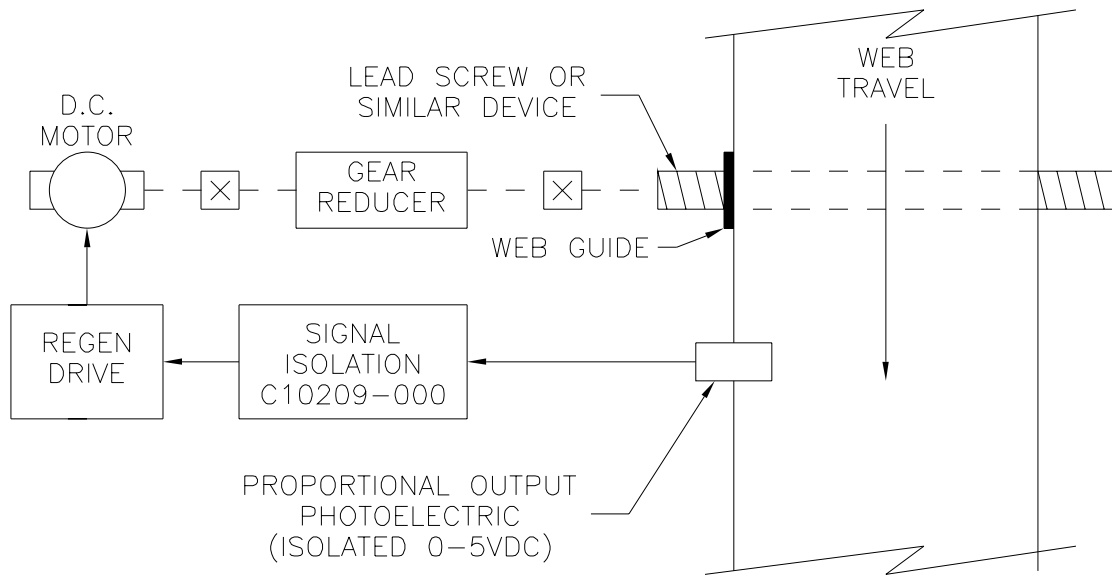 LEAD SCREW OR
SIMILAR DEVICE
WEB
TRAVEL
D.C.
MOTOR
GEAR
REDUCER
WEB GUIDE
REGEN
DRIVE
SIGNAL
ISOLATION
C10209-000
PROPORTIONAL OUTPUT
PHOTOELECTRIC
(ISOLATED 0-5VDC)